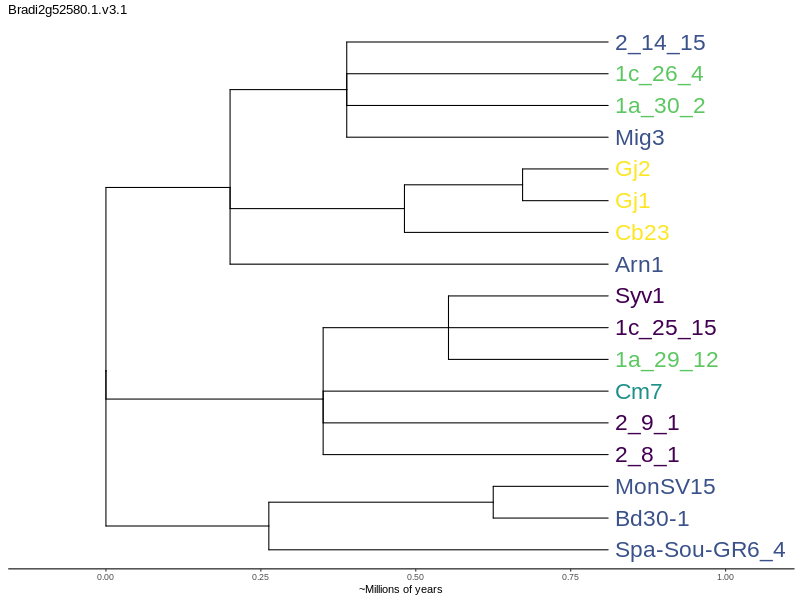 Bradi2g52580.1.v3.1
2_14_15
1c_26_4
1a_30_2
Mig3
Gj2
Gj1
Cb23
Arn1
Syv1
1c_25_15
1a_29_12
Cm7
2_9_1
2_8_1
MonSV15
Bd30-1
Spa-Sou-GR6_4
0.00 0.25 0.50 0.75 1.00
~Millions of years